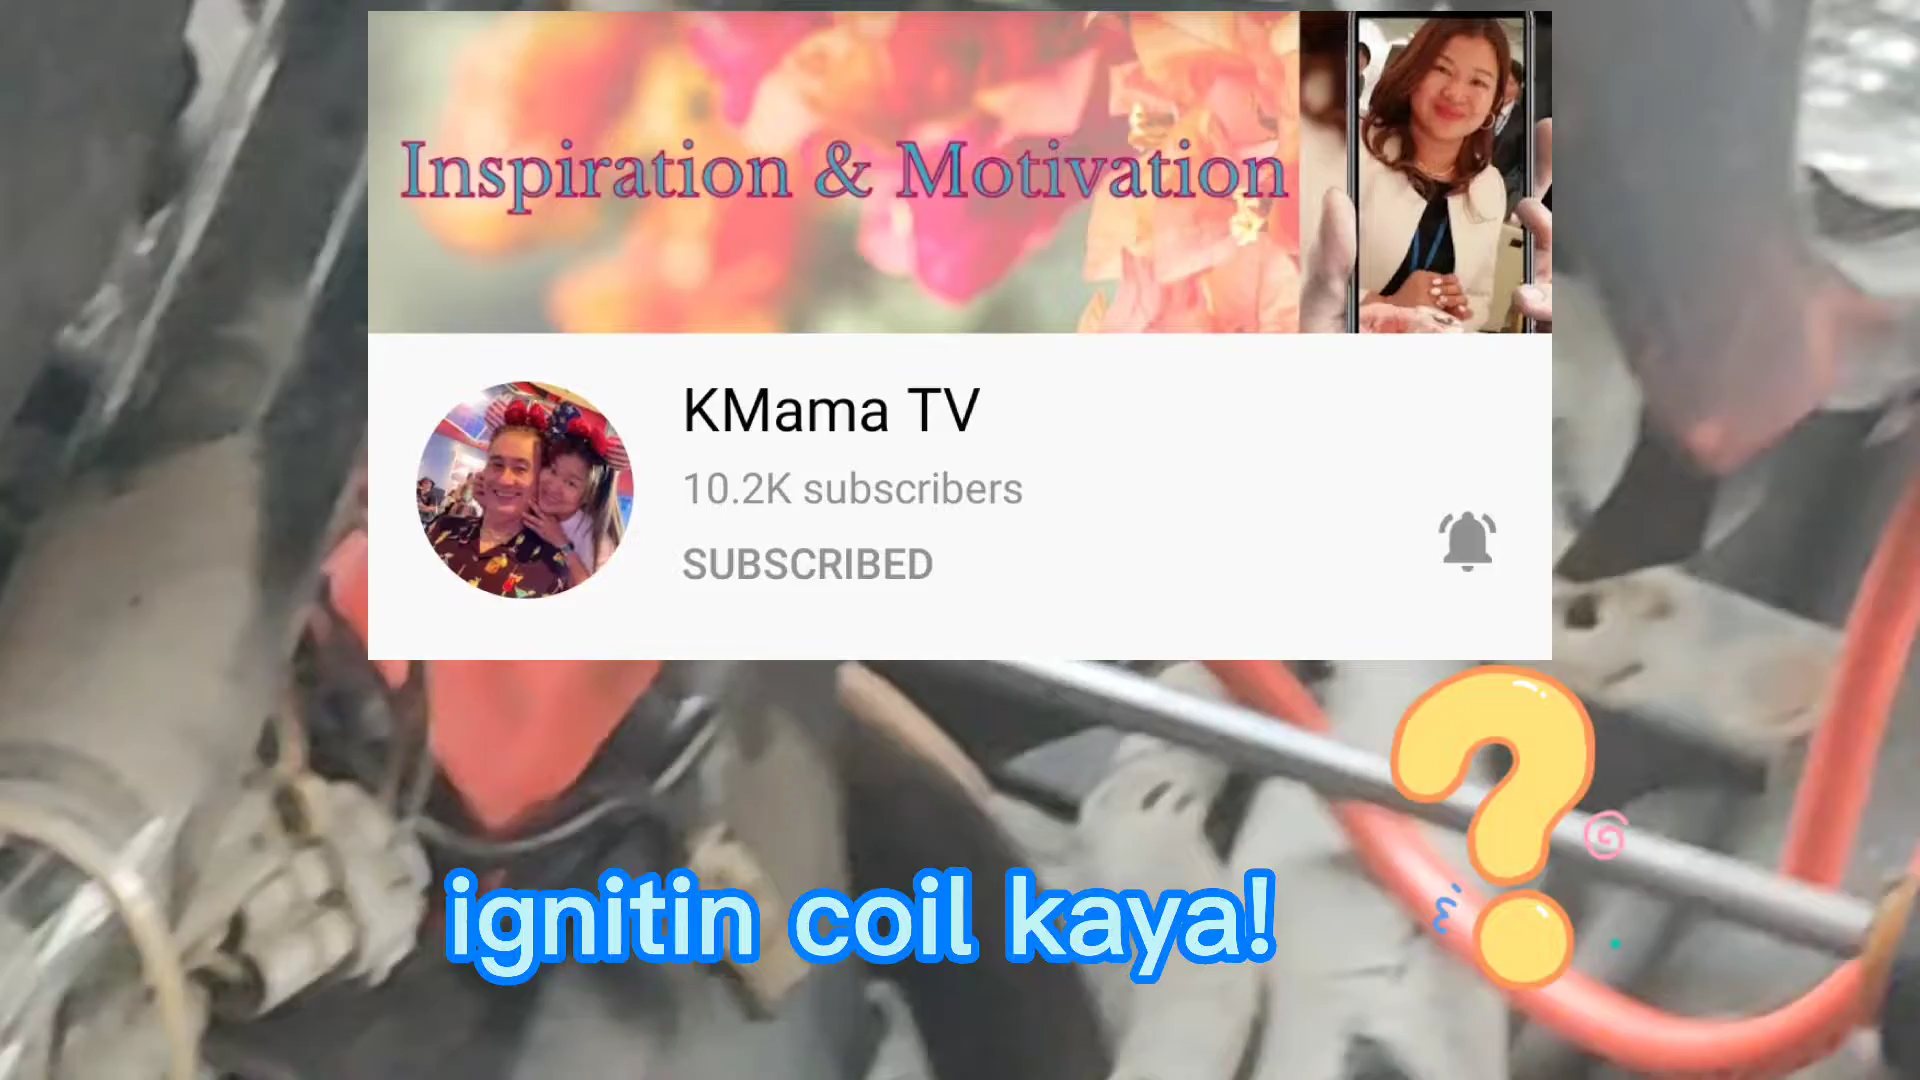 Inspiration & Motivation
KMama TV
10.2K subscribers
SUBSCRIBED
ignitin coil kaya!
?